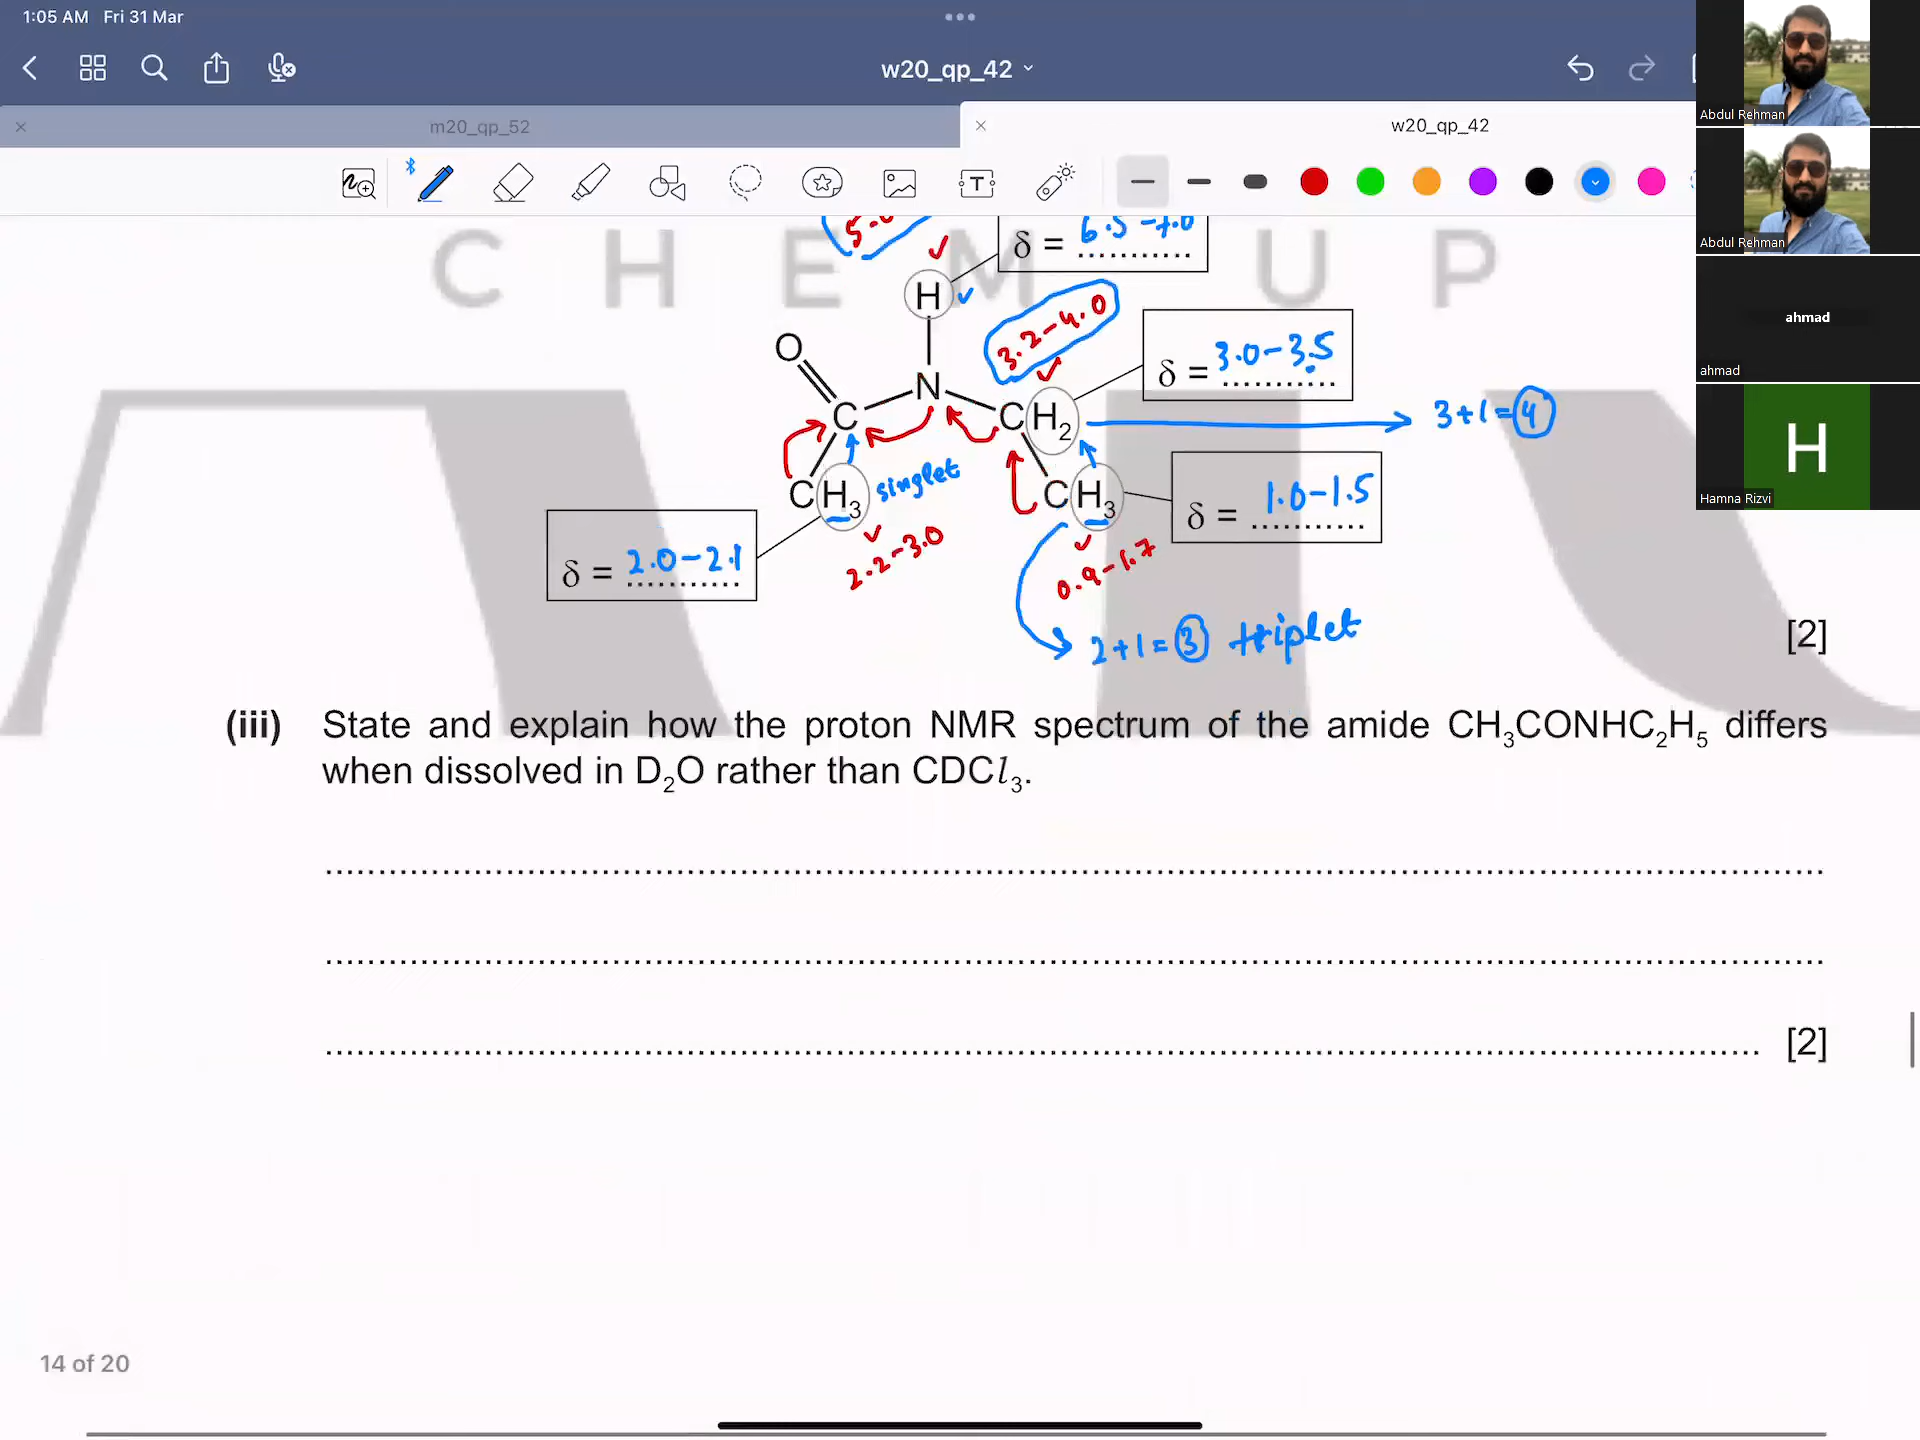 1:05 AM Fri 31 Mar
w20_qp_42
m20_qp_52
w20_qp_42
Abdul Rehman
Abdul Rehman
ahmad
ahmad
H
Hamna Rizvi
T
CHEM UP
δ = 6.5-7.0
H
3.2-4.0
O
N
δ = 3.0-3.5
C
CH₂
3+1=4
CH₃ singlet
CH₃
δ = 1.0-1.5
δ = 2.0-2.1
2.2-3.0
0.9-1.7
2+1=3 triplet
[2]
(iii) State and explain how the proton NMR spectrum of the amide CH₃CONHC₂H₅ differs
when dissolved in D₂O rather than CDCl₃.
[2]
14 of 20